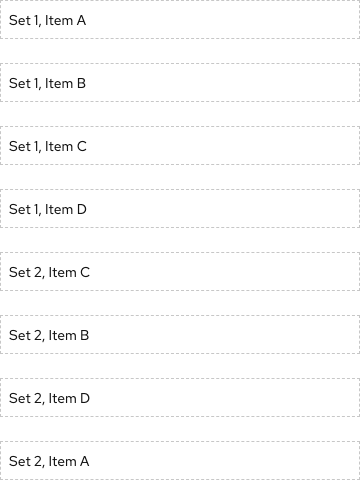 Set 1, Item A
Set 1, Item B
Set 1, Item C
Set 1, Item D
Set 2, Item C
Set 2, Item B
Set 2, Item D
Set 2, Item A